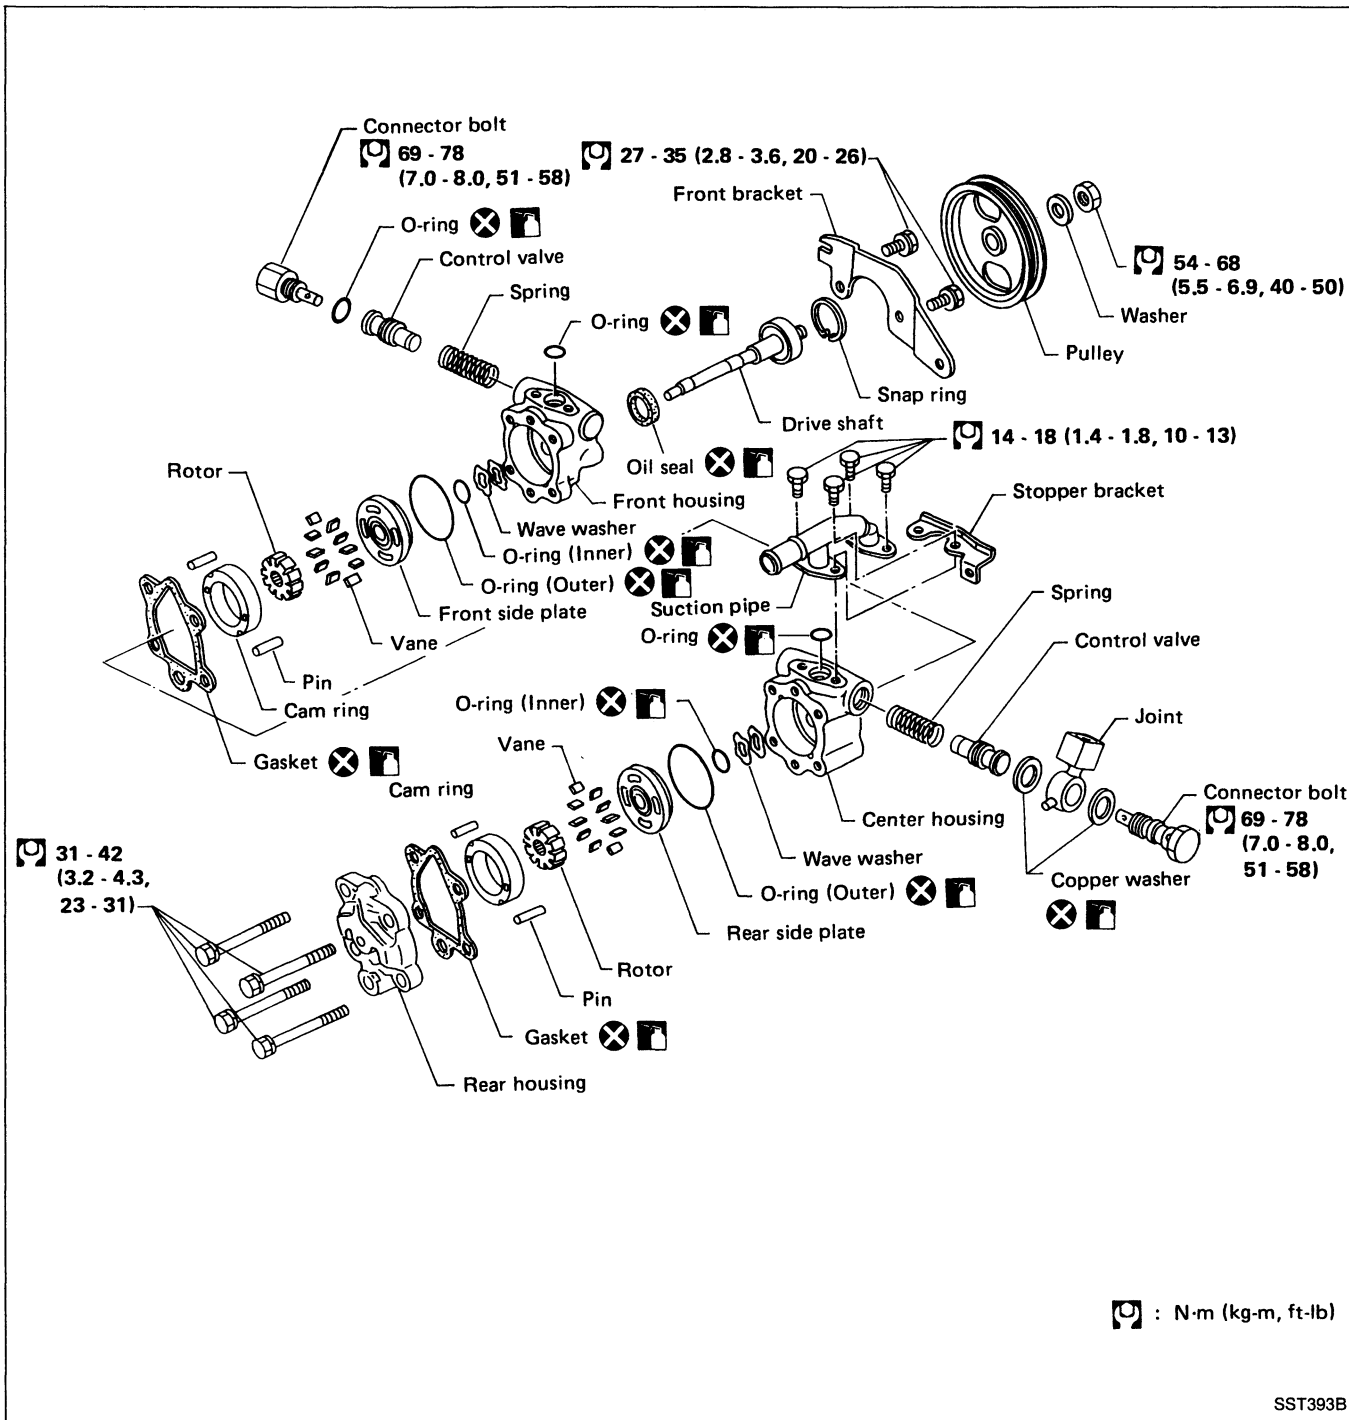 Connector bolt
69 - 78
(7.0 - 8.0, 51 - 58)
27 - 35 (2.8 - 3.6, 20 - 26)
Front bracket
O-ring
Control valve
Spring
O-ring
54 - 68
(5.5 - 6.9, 40 - 50)
Washer
Pulley
Snap ring
Drive shaft
14 - 18 (1.4 - 1.8, 10 - 13)
Oil seal
Rotor
Front housing
Stopper bracket
Wave washer
O-ring (Inner)
O-ring (Outer)
Front side plate
Suction pipe
Spring
Vane
O-ring
Control valve
Pin
Cam ring
O-ring (Inner)
Joint
Vane
Gasket
Cam ring
Center housing
Connector bolt
69 - 78
(7.0 - 8.0,
51 - 58)
31 - 42
(3.2 - 4.3,
23 - 31)
Wave washer
Copper washer
O-ring (Outer)
Rear side plate
Rotor
Pin
Gasket
Rear housing
: N·m (kg-m, ft-lb)
SST393B